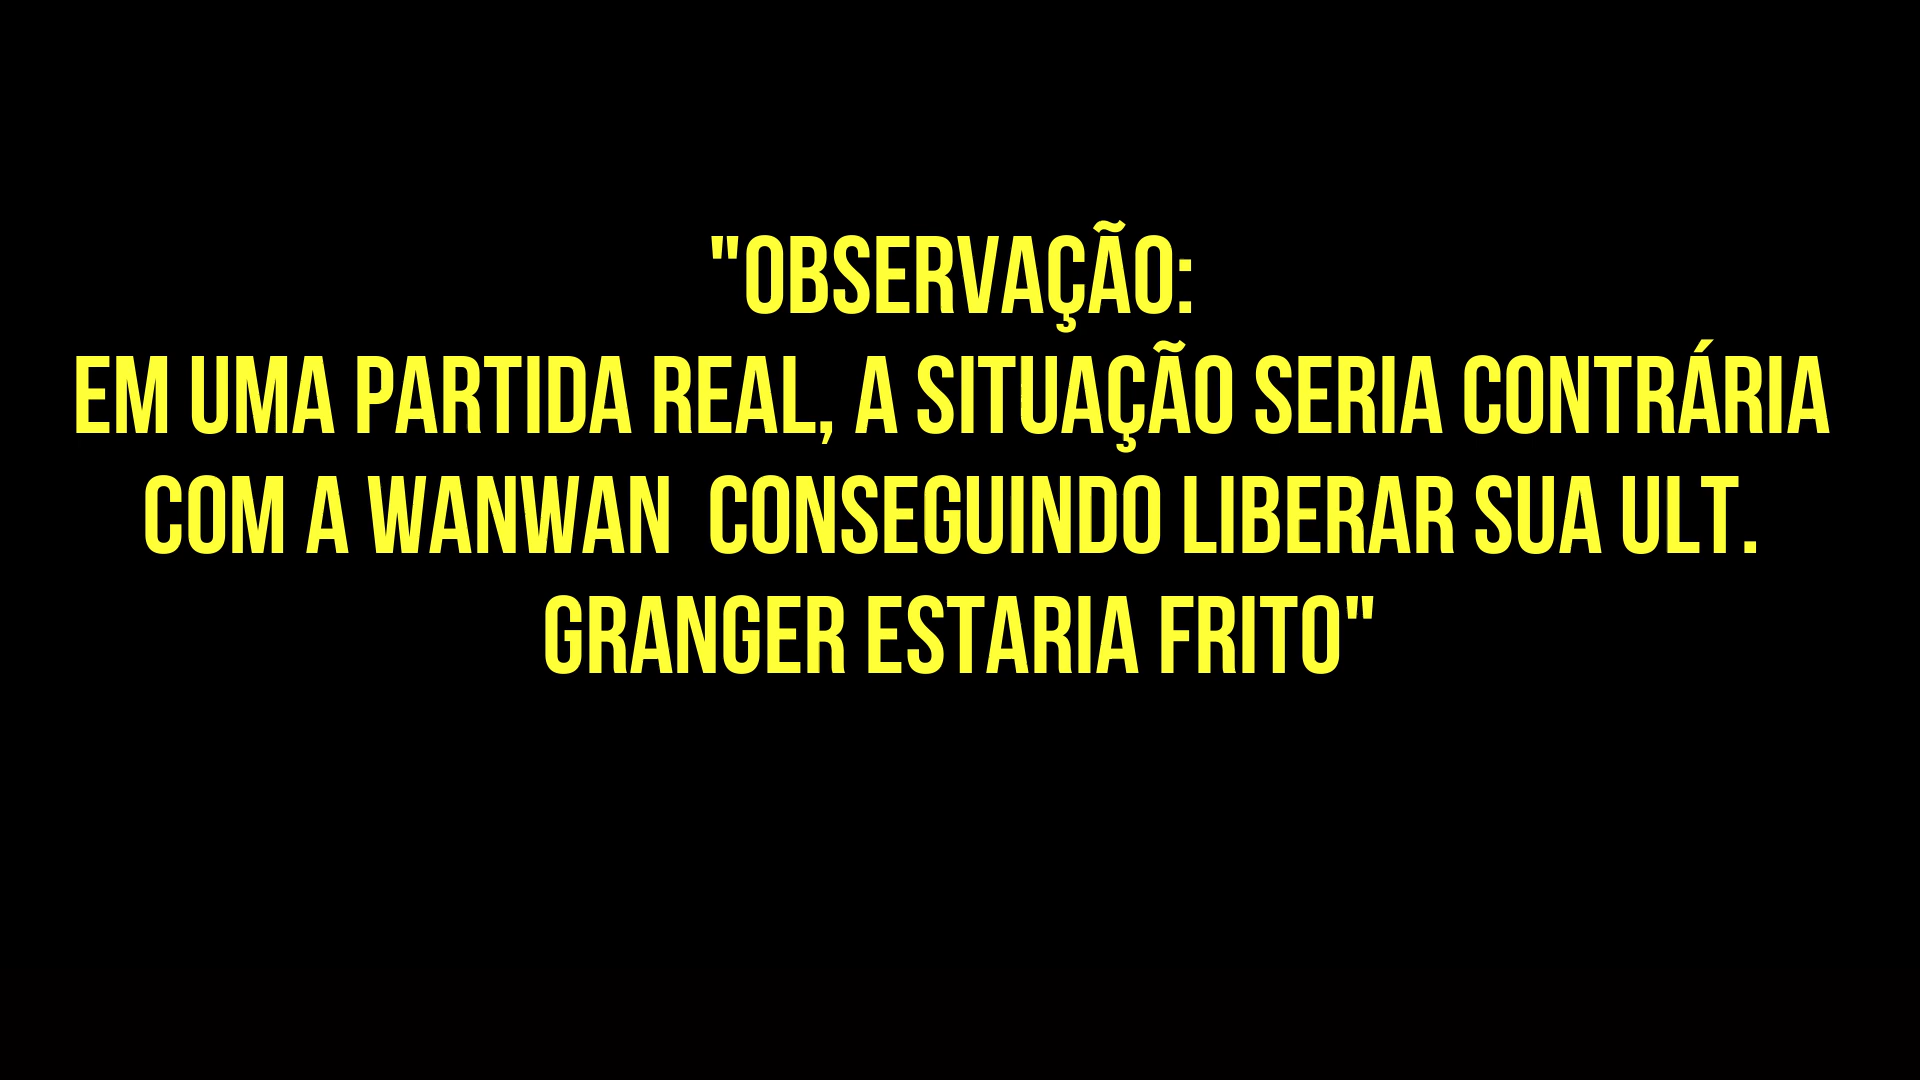 "OBSERVAÇÃO:
EM UMA PARTIDA REAL, A SITUAÇÃO SERIA CONTRÁRIA
COM A WANWAN  CONSEGUINDO LIBERAR SUA ULT.
GRANGER ESTARIA FRITO"